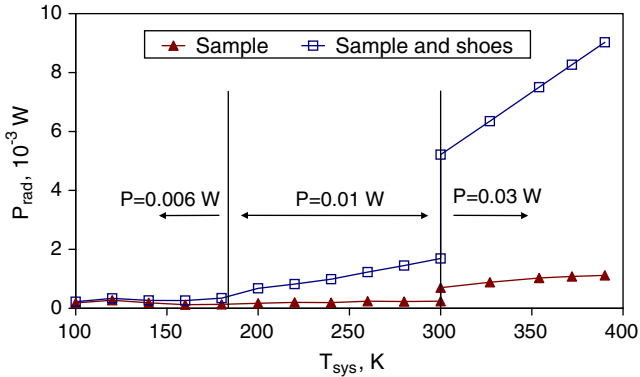 10
Sample
Sample and shoes
8
6
P_rad, 10^-3 W
P=0.006 W
P=0.01 W
P=0.03 W
4
2
0
100
150
200
250
300
350
400
T_sys, K